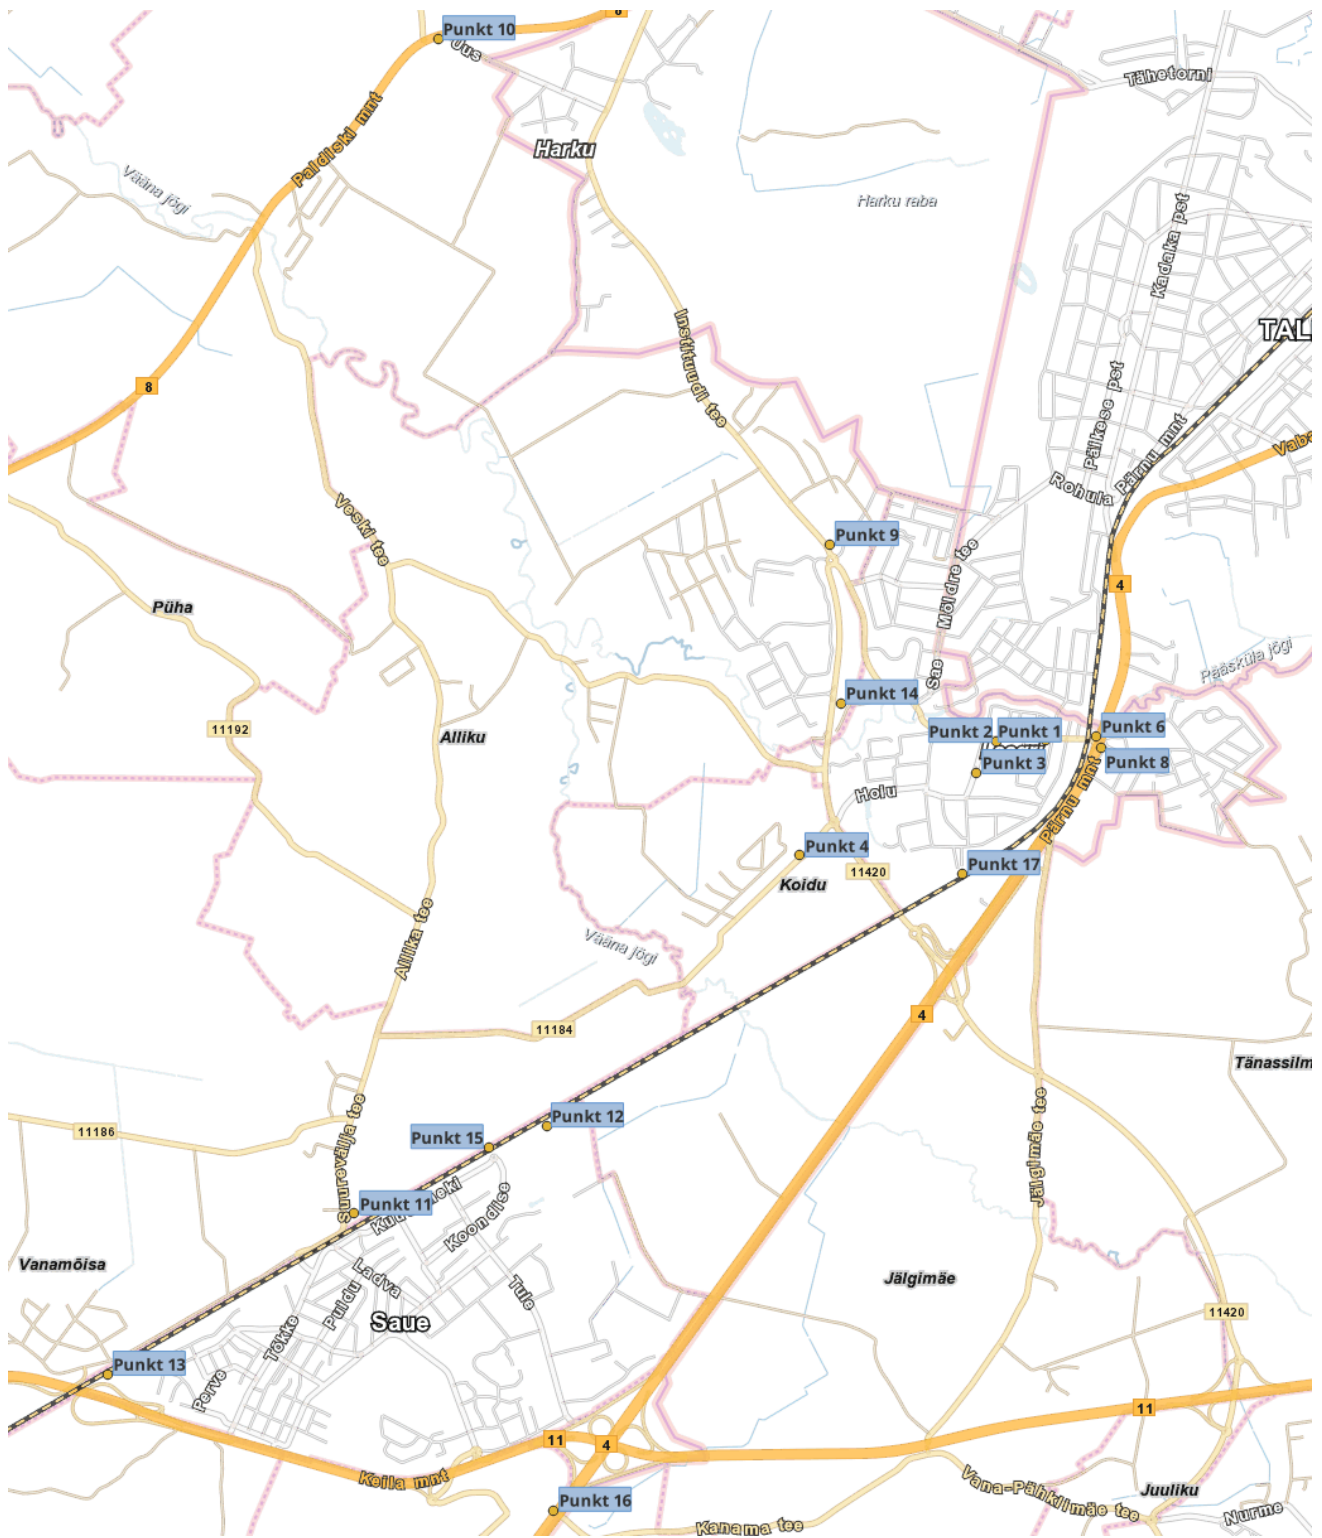 8
Punkt 10
Uus
Tähetorni
Paldiski mnt
Harku
Vääna jõgi
Harku raba
Kadaka pst
TAL
Instituudi tee
8
Päikese pst
Pärnu mnt
Vaba
Rohula
Veski tee
Punkt 9
Möldre tee
4
Püha
Pääsküla jõgi
Sae
Punkt 14
11192
Alliku
Punkt 2
Punkt 1
Punkt 6
Punkt 3
Punkt 8
Holu
Pärnu mnt
Punkt 4
Punkt 17
11420
Koidu
Allika tee
Vääna jõgi
4
11184
Tänassilm
Punkt 12
11186
Punkt 15
Suurevälja tee
Jälgimäe tee
Punkt 11
Koondise
Vanamõisa
Ladva
Jälgimäe
Puldu
Tule
11420
Saue
Tõkke
Punkt 13
Perve
11
11
4
Keila mnt
Vana-Pähklimäe tee
Juuliku
Punkt 16
Nurme
Kanama tee